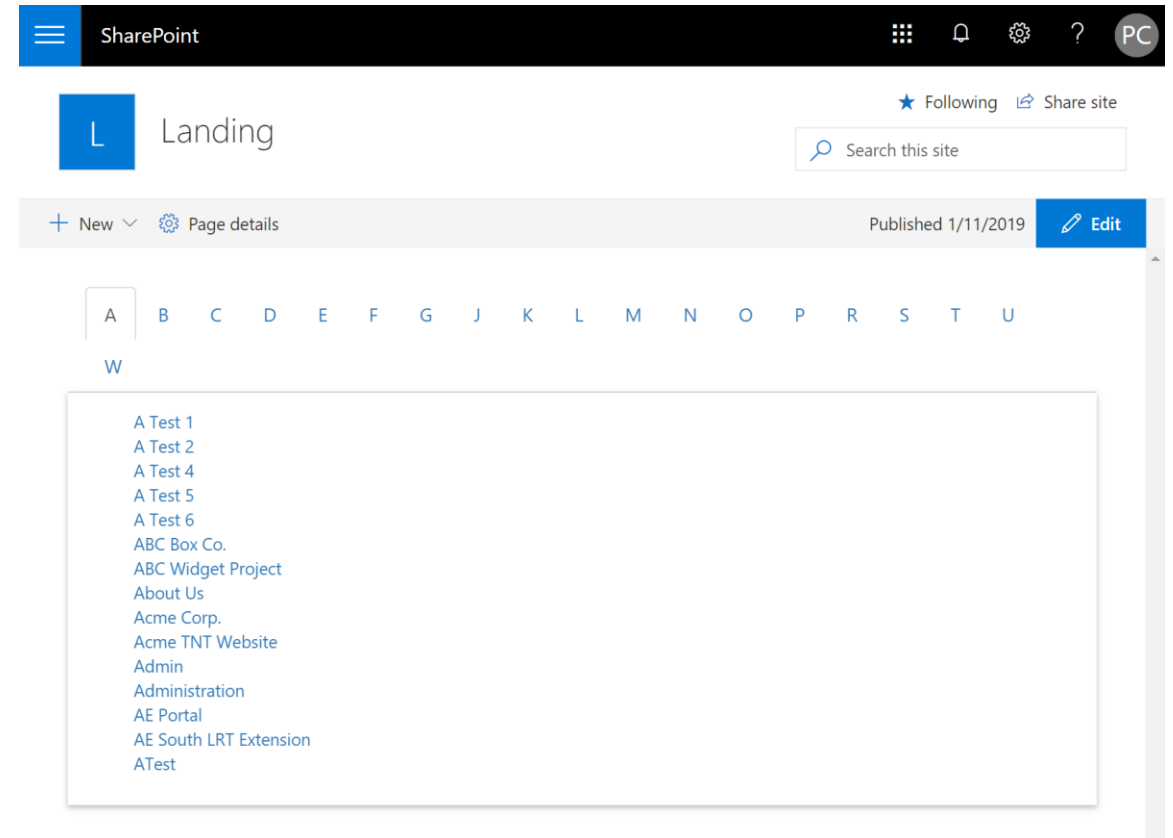 SharePoint ? PC
L Landing
★ Following Share site
Search this site
+ New Page details Published 1/11/2019 Edit
A B C D E F G J K L M N O P R S T U
W
A Test 1
A Test 2
A Test 4
A Test 5
A Test 6
ABC Box Co.
ABC Widget Project
About Us
Acme Corp.
Acme TNT Website
Admin
Administration
AE Portal
AE South LRT Extension
ATest